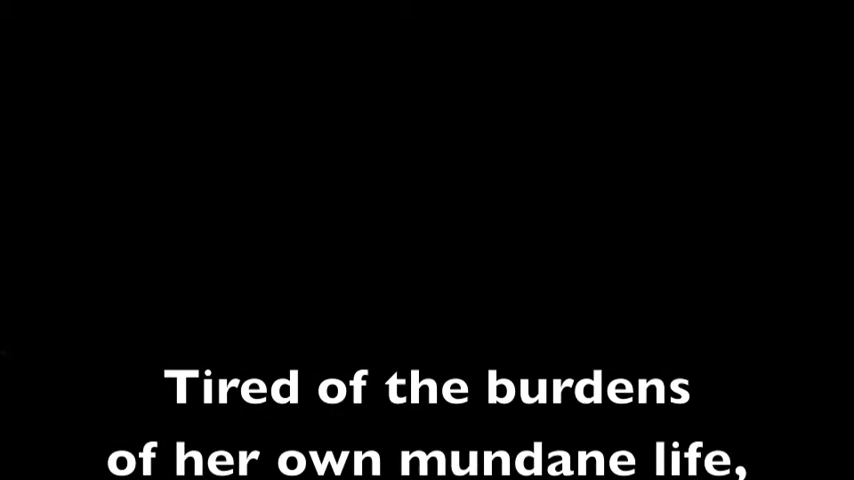 Tired of the burdens
of her own mundane life,